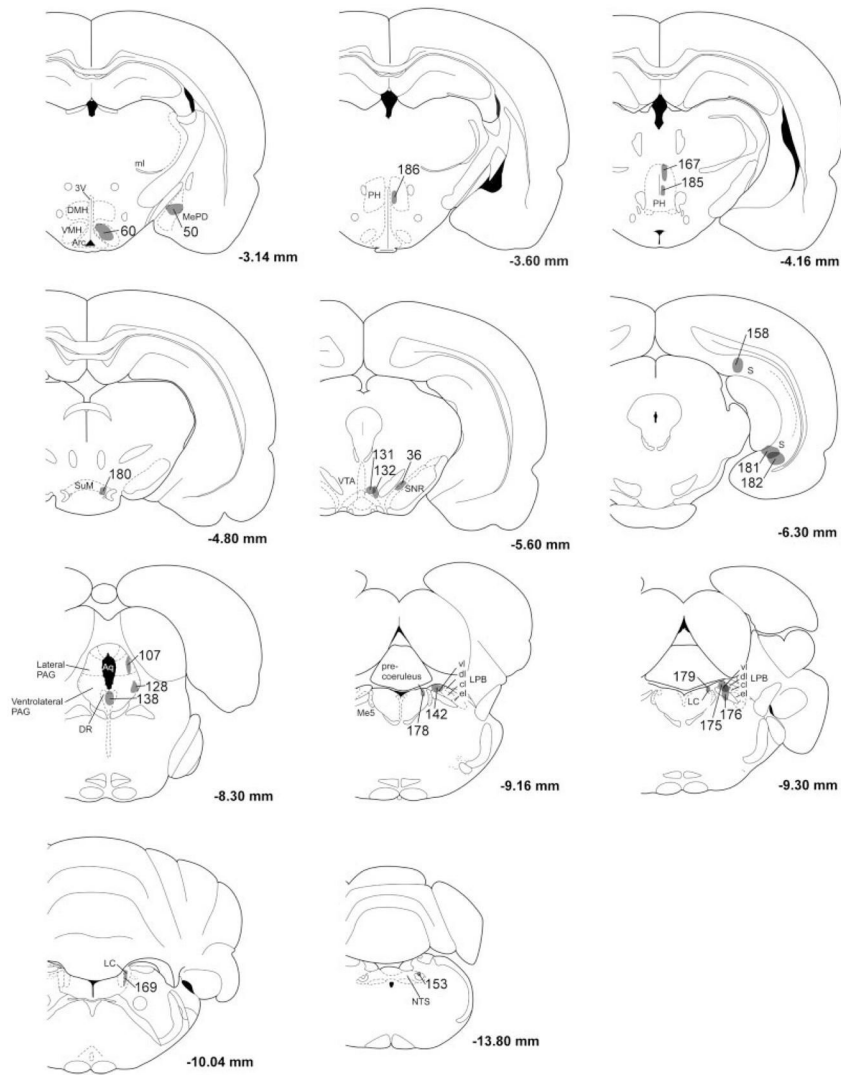 ml
3V
DMH
VMH
Arc
60
MePD
50
-3.14 mm
186
PH
-3.60 mm
167
185
PH
-4.16 mm
SuM
180
-4.80 mm
131
132
36
VTA
SNR
-5.60 mm
158
S
S
181
182
-6.30 mm
Lateral
PAG
Aq
107
Ventrolateral
PAG
128
138
DR
-8.30 mm
pre-
coeruleus
vl
dl
cl
el
LPB
Me5
142
178
-9.16 mm
179
vl
dl
cl
el
LPB
LC
175
176
-9.30 mm
LC
169
-10.04 mm
153
NTS
-13.80 mm